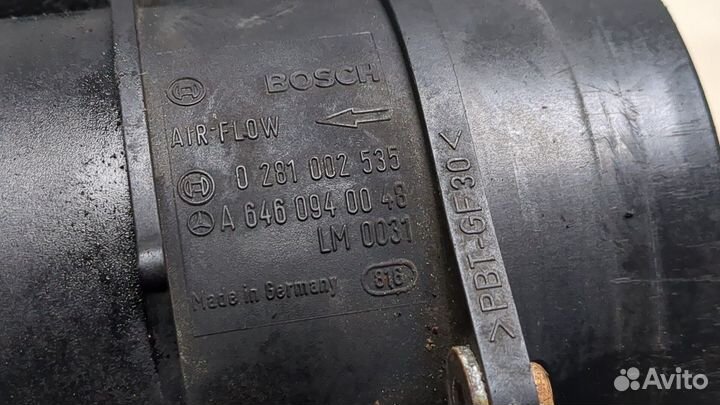 BOSCH
AIR-FLOW
0 281 002 535
A 646 094 00 48
LM 0031
Made in Germany
816
>PBT-GF30<
Avito